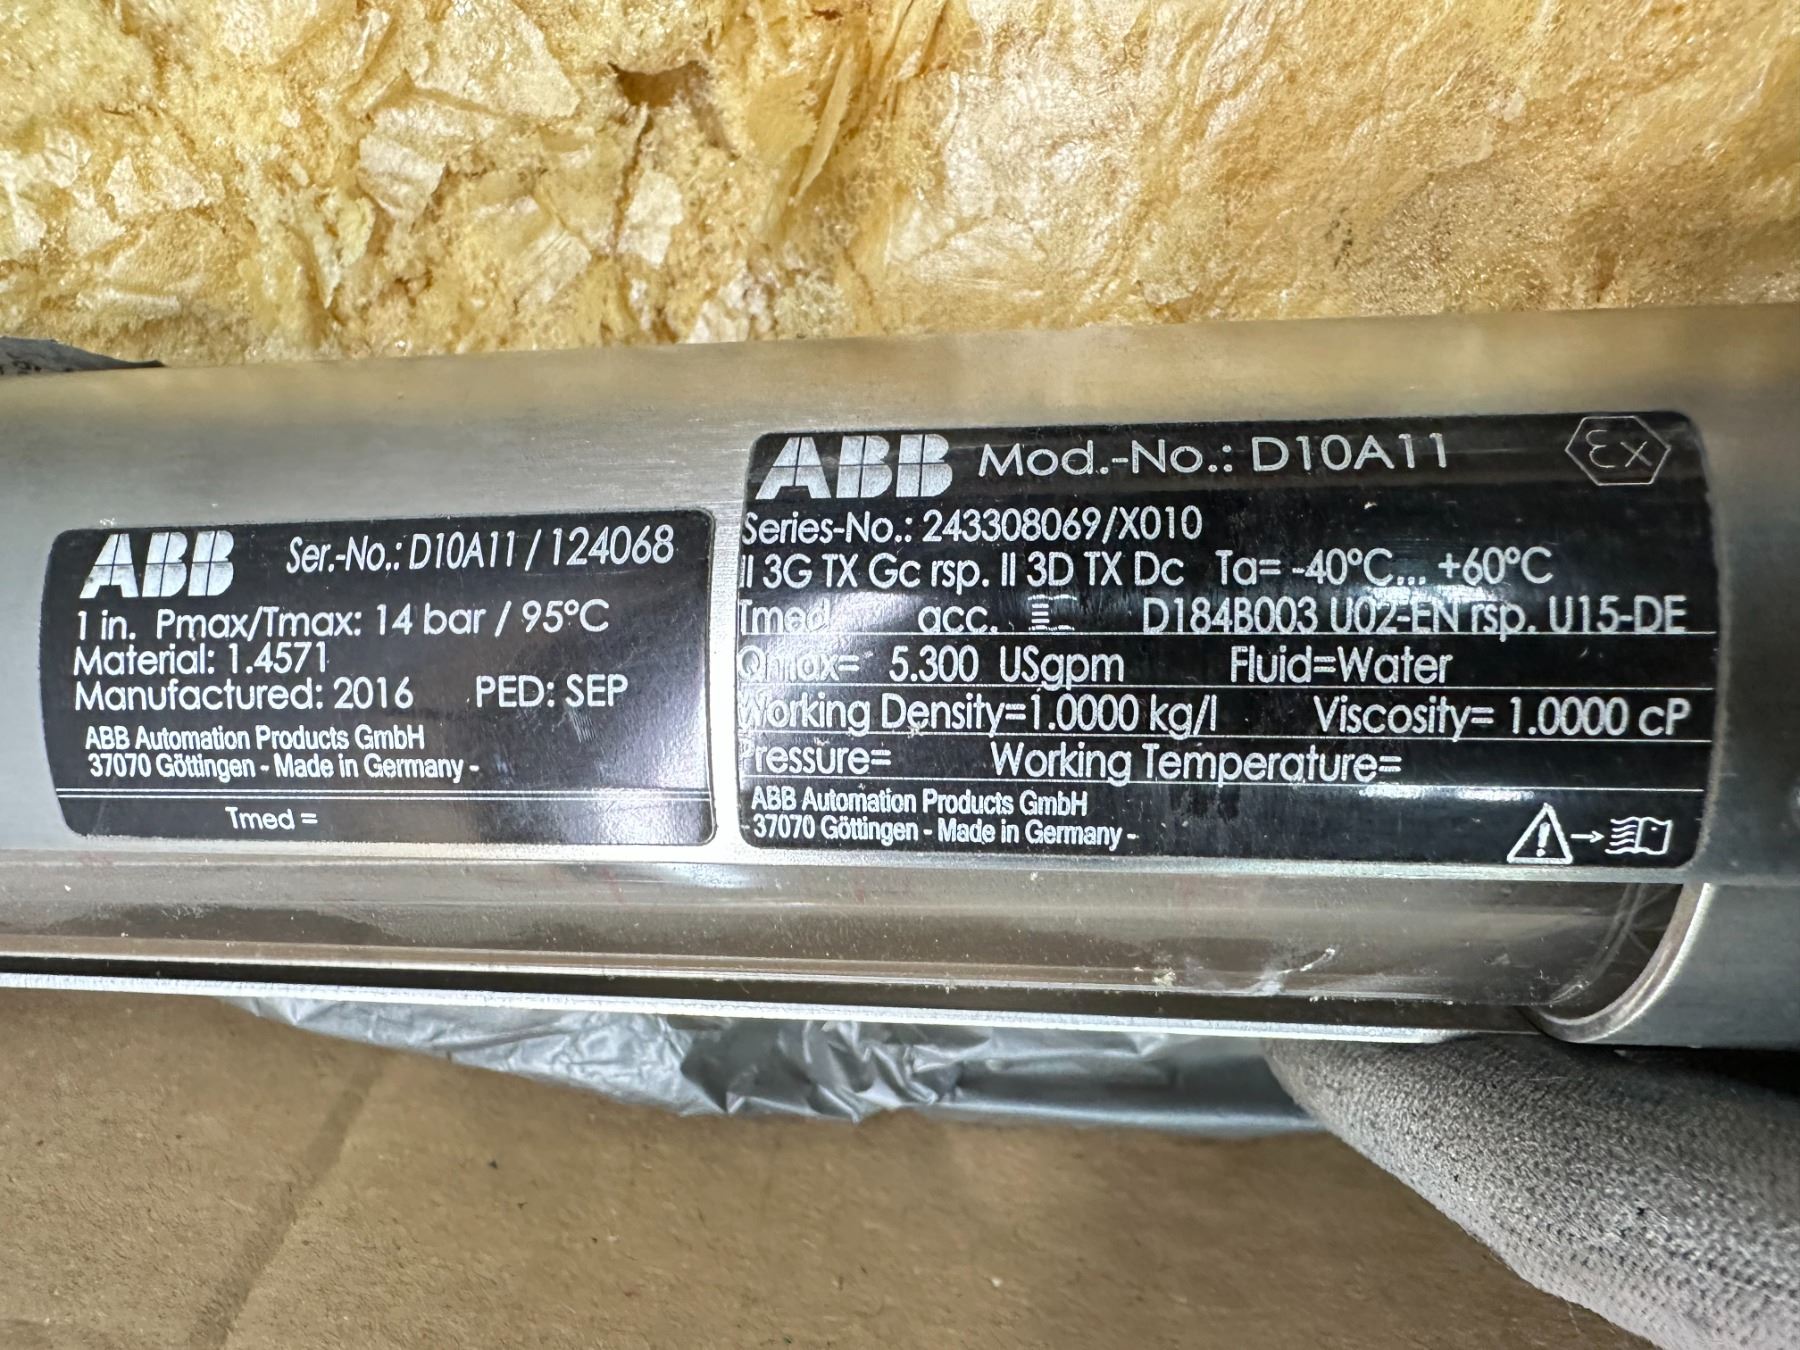 ABB Ser.-No.: D10A11 / 124068
1 in. Pmax/Tmax: 14 bar / 95°C
Material: 1.4571
Manufactured: 2016 PED: SEP
ABB Automation Products GmbH
37070 Göttingen - Made in Germany -
Tmed =
ABB Mod.-No.: D10A11 Ex
Series-No.: 243308069/X010
II 3G TX Gc rsp. II 3D TX Dc Ta= -40°C... +60°C
Tmed acc. D184B003 U02-EN rsp. U15-DE
Qmax= 5.300 USgpm Fluid=Water
Working Density=1.0000 kg/l Viscosity= 1.0000 cP
Pressure= Working Temperature=
ABB Automation Products GmbH
- 37070 Göttingen - Made in Germany -